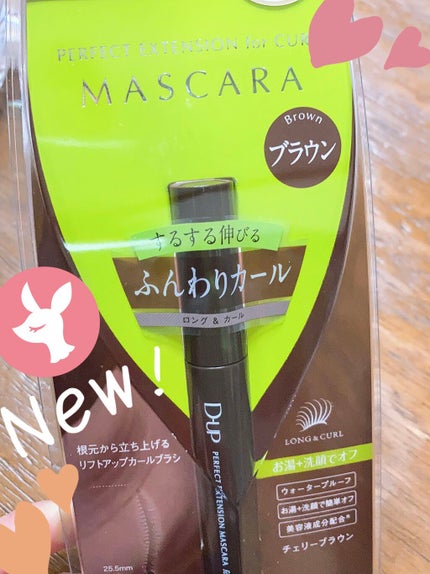 PERFECT EXTENSION for CURL
MASCARA
Brown
ブラウン
するする伸びる
ふんわりカール
ロング & カール
New!
D-UP
PERFECT EXTENSION MASCARA
LONG & CURL
根元から立ち上げる
リフトアップカールブラシ
お湯+洗顔でオフ
ウォータープルーフ
お湯+洗顔で簡単オフ
美容液成分配合*
チェリーブラウン
25.5mm